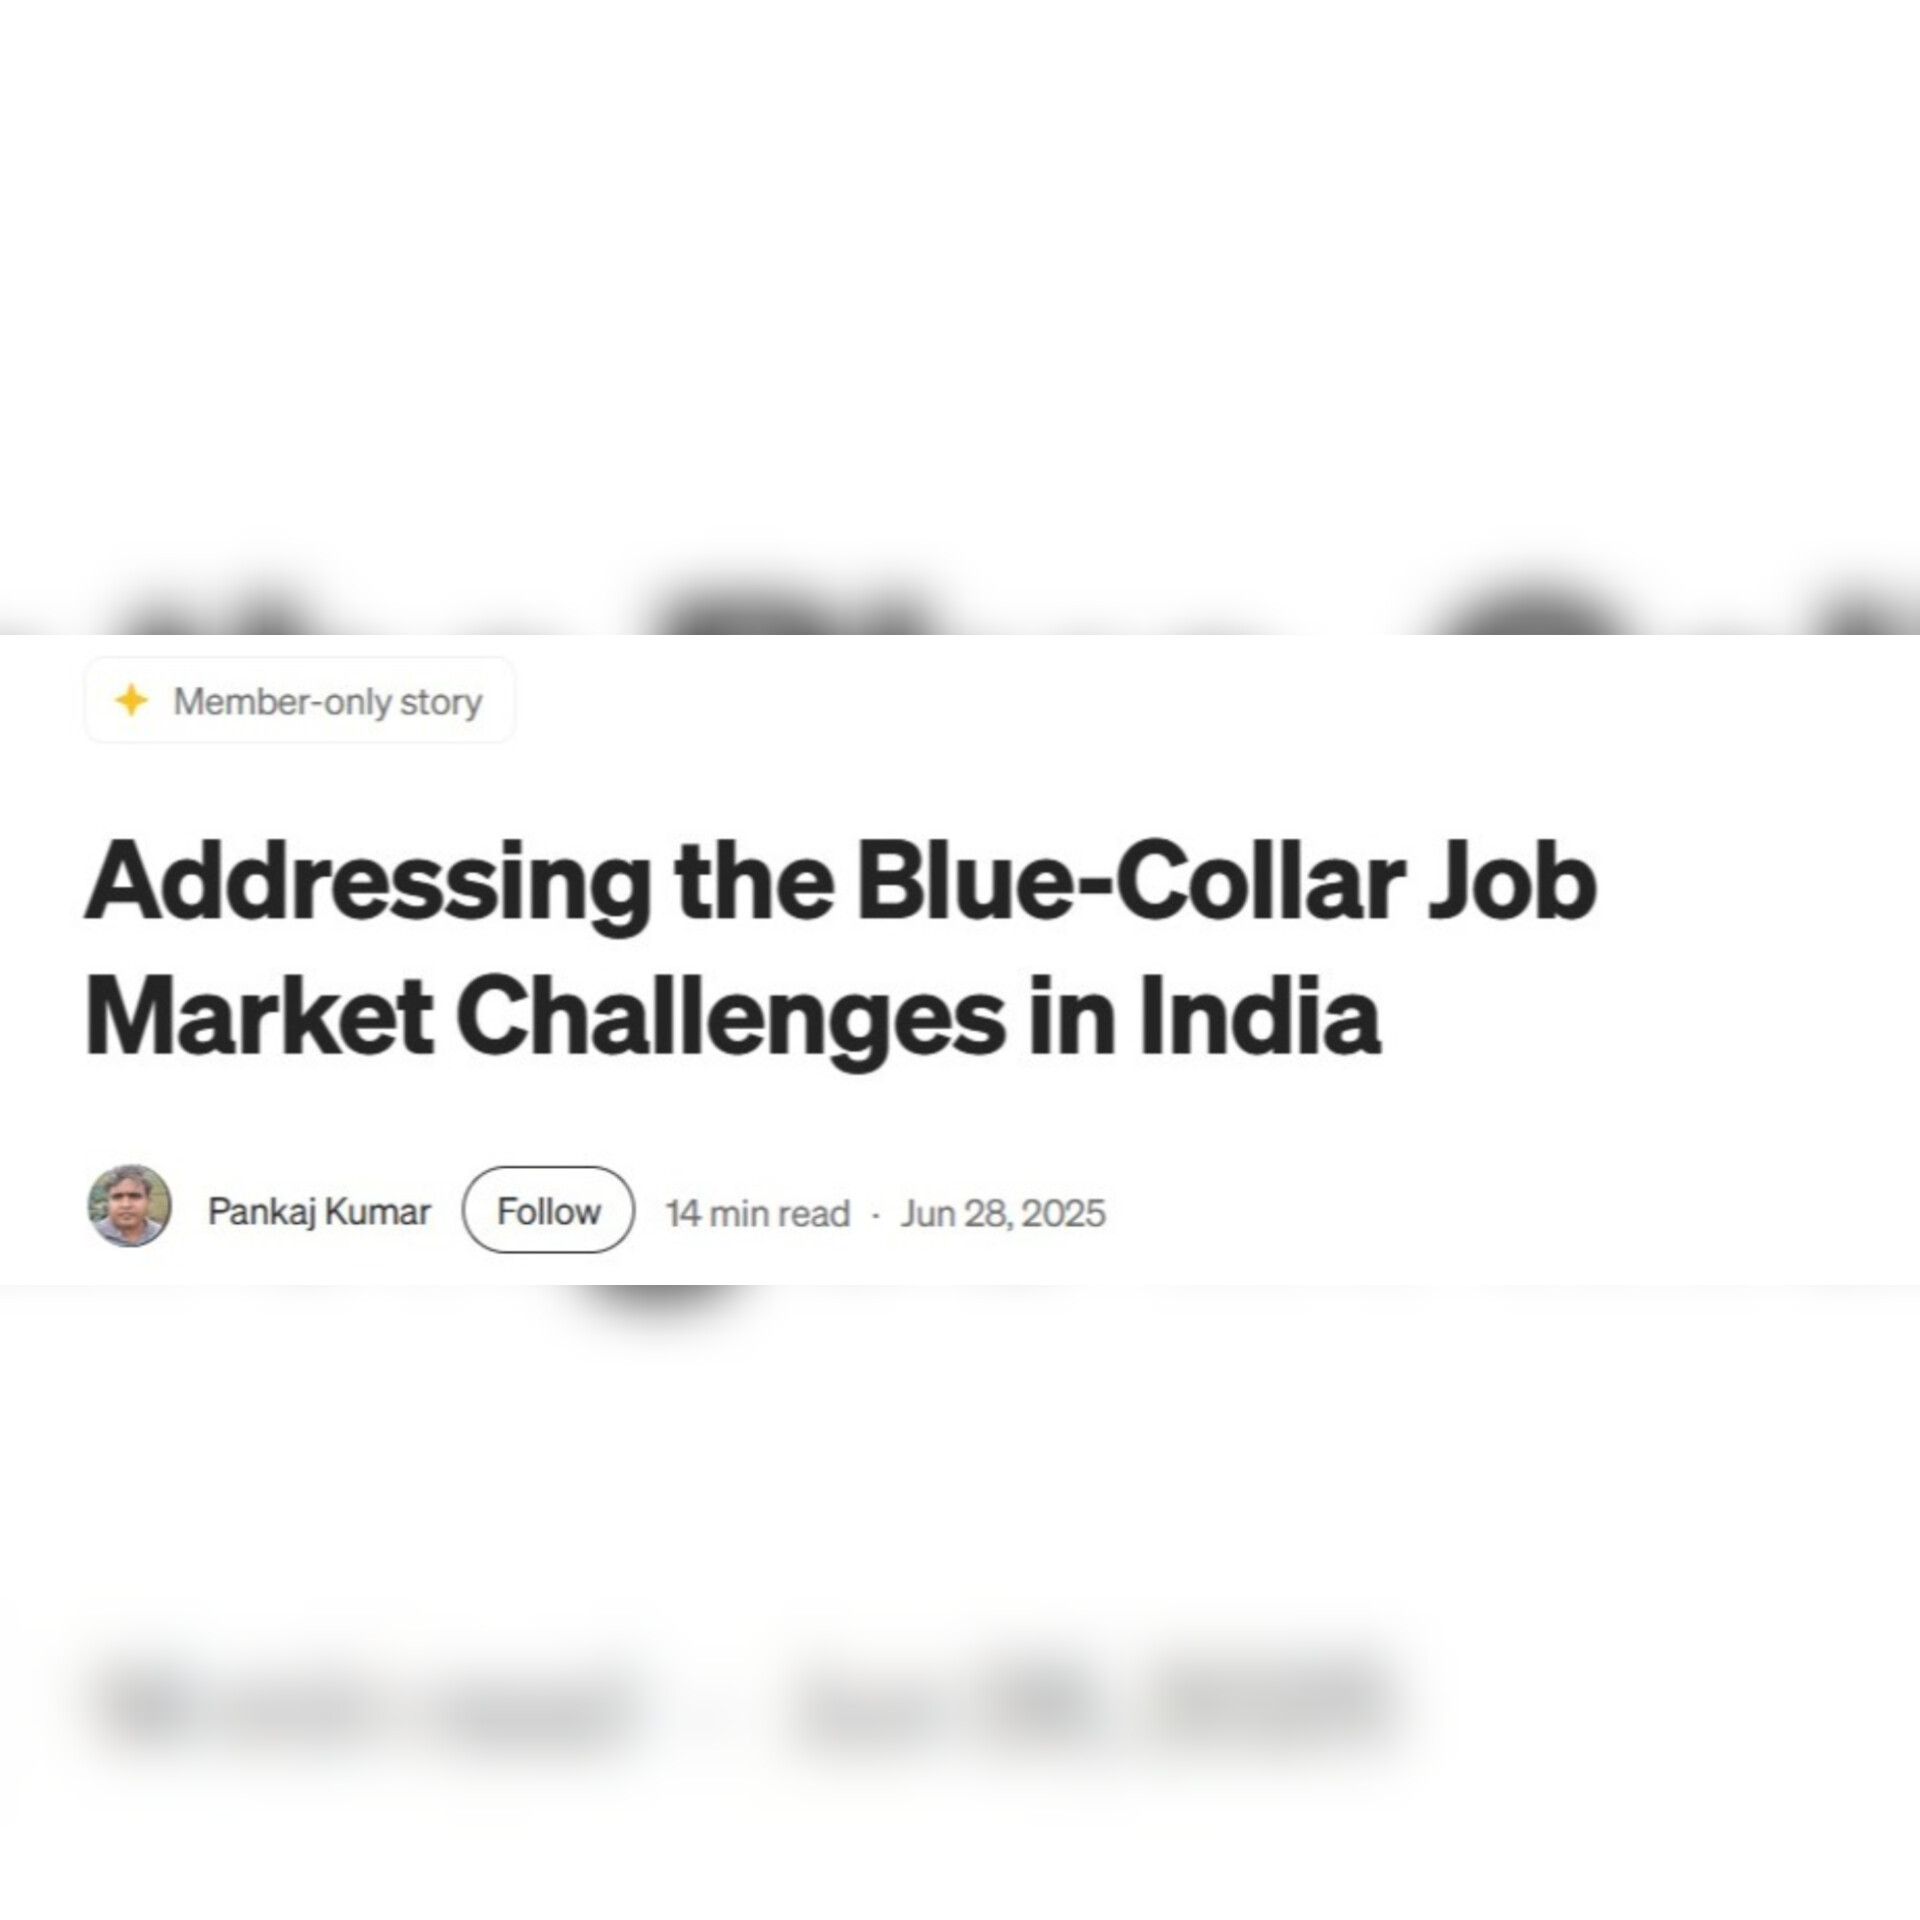 Member-only story
Addressing the Blue-Collar Job
Market Challenges in India
Pankaj Kumar Follow 14 min read · Jun 28, 2025